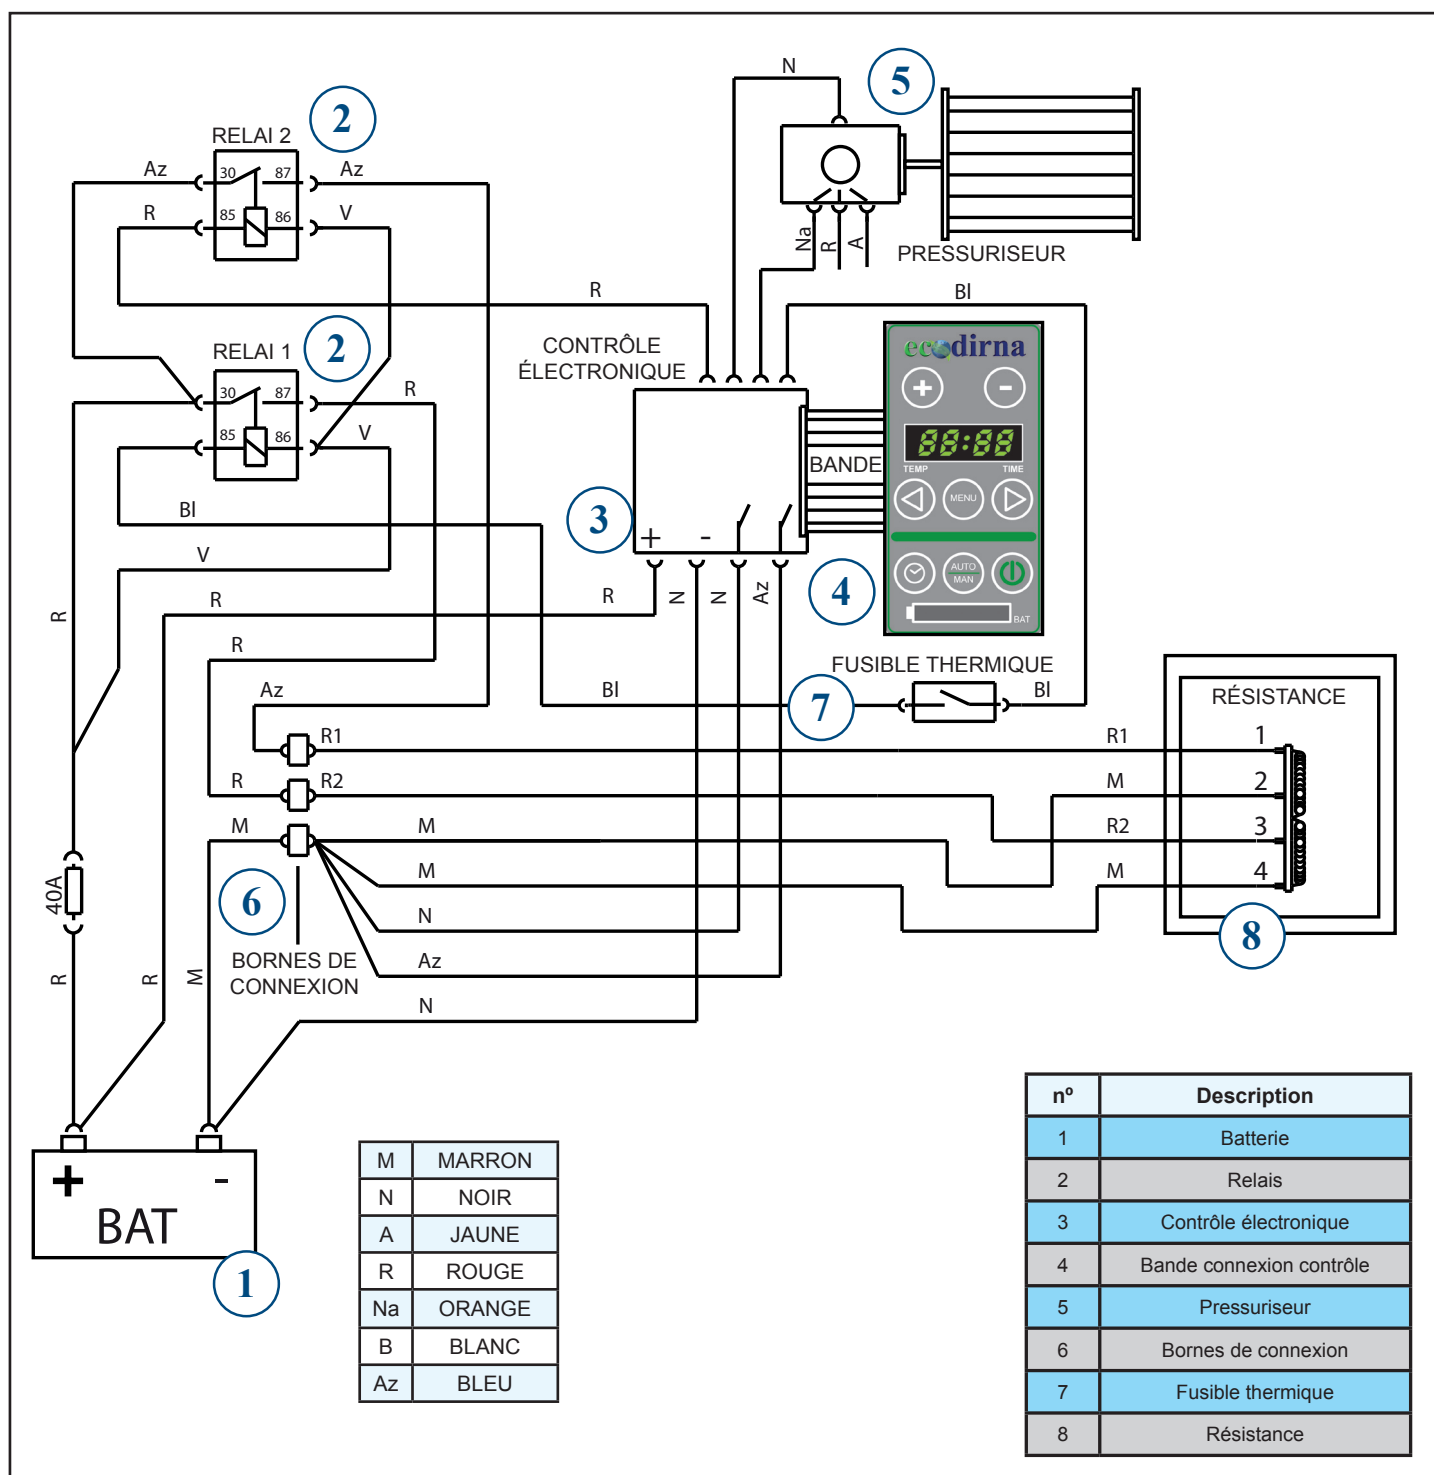 N
5
2
RELAI 2
Az
30
87
Az
R
85
86
V
Na
R
A
PRESSURISEUR
R
Bl
2
RELAI 1
CONTRÔLE
ÉLECTRONIQUE
ecodirna
+
-
30
87
R
85
86
V
88:88
TEMP
TIME
BANDE
MENU
3
Bl
+
-
V
AUTO
MAN
BAT
4
R
R
R
N
N
Az
R
FUSIBLE THERMIQUE
Az
Bl
7
Bl
RÉSISTANCE
R1
R1
1
R
R2
M
2
M
M
R2
3
40A
6
M
M
4
N
8
BORNES DE
CONNEXION
Az
R
R
M
N
+
-
BAT
1
M MARRON
N NOIR
A JAUNE
R ROUGE
Na ORANGE
B BLANC
Az BLEU
nº Description
1 Batterie
2 Relais
3 Contrôle électronique
4 Bande connexion contrôle
5 Pressuriseur
6 Bornes de connexion
7 Fusible thermique
8 Résistance